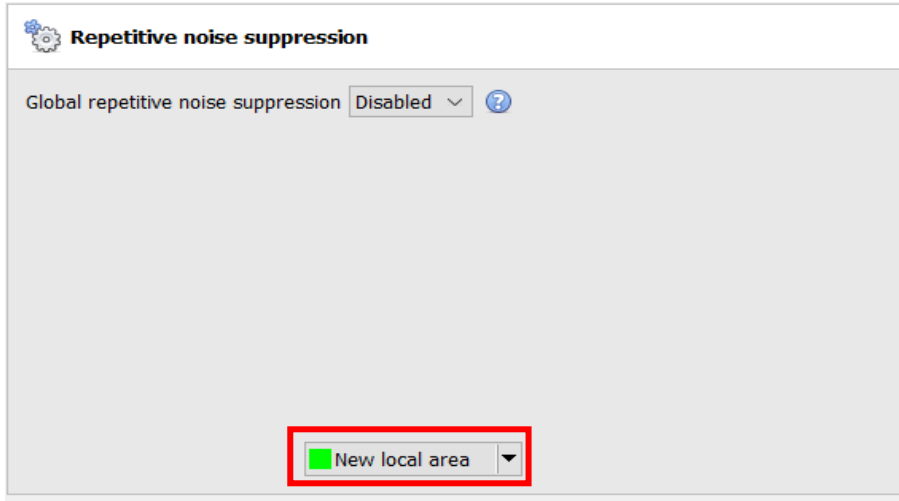 Repetitive noise suppression
Global repetitive noise suppression Disabled ?
New local area